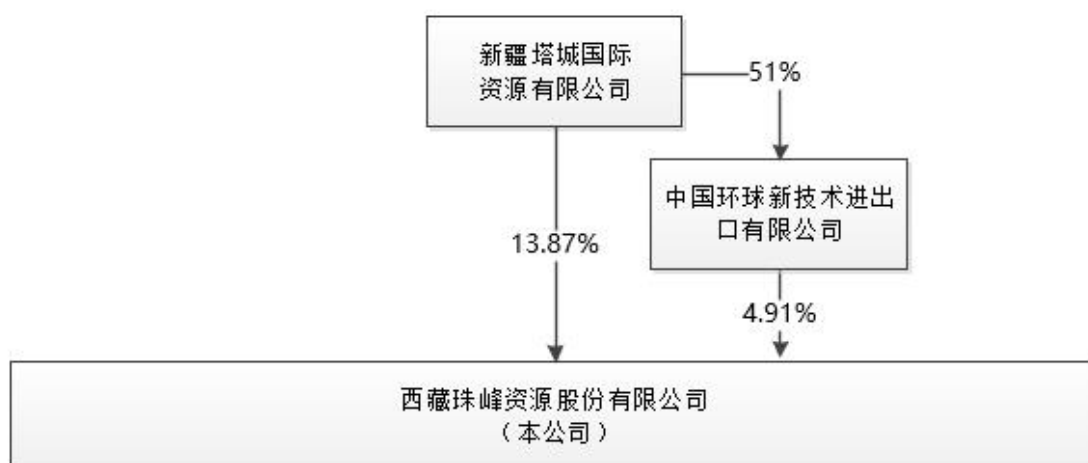 新疆塔城国际
资源有限公司
51%
中国环球新技术进出
口有限公司
13.87%
4.91%
西藏珠峰资源股份有限公司
（本公司）